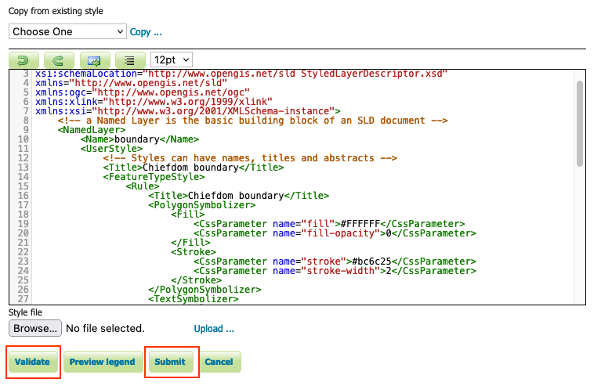 Copy from existing style
Choose One Copy ...
12pt
3 xsi:schemaLocation="http://www.opengis.net/sld StyledLayerDescriptor.xsd"
4 xmlns="http://www.opengis.net/sld"
5 xmlns:ogc="http://www.opengis.net/ogc"
6 xmlns:xlink="http://www.w3.org/1999/xlink"
7 xmlns:xsi="http://www.w3.org/2001/XMLSchema-instance">
8 <!-- a Named Layer is the basic building block of an SLD document -->
9 <NamedLayer>
10 <Name>boundary</Name>
11 <UserStyle>
12 <!-- Styles can have names, titles and abstracts -->
13 <Title>Chiefdom boundary</Title>
14 <FeatureTypeStyle>
15 <Rule>
16 <Title>Chiefdom boundary</Title>
17 <PolygonSymbolizer>
18 <Fill>
19 <CssParameter name="fill">#FFFFFF</CssParameter>
20 <CssParameter name="fill-opacity">0</CssParameter>
21 </Fill>
22 <Stroke>
23 <CssParameter name="stroke">#bc6c25</CssParameter>
24 <CssParameter name="stroke-width">2</CssParameter>
25 </Stroke>
26 </PolygonSymbolizer>
27 <TextSymbolizer>
Style file
Browse... No file selected. Upload ...
Validate Preview legend Submit Cancel